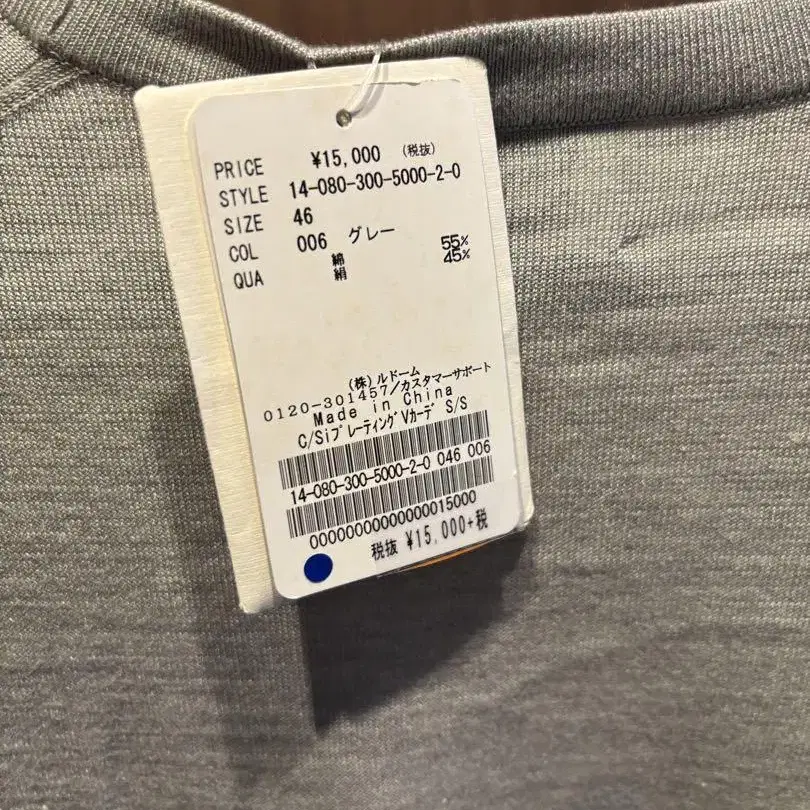 PRICE ¥15,000 (税抜)
STYLE 14-080-300-5000-2-0
SIZE 46
COL 006 グレー
QUA 綿 55%
絹 45%
(株)ルドーム
0120-301457/カスタマーサポート
Made in China
C/Siプレーティング Vカーデ S/S
14-080-300-5000-2-0 046 006
00000000000000015000
税抜 ¥15,000+税